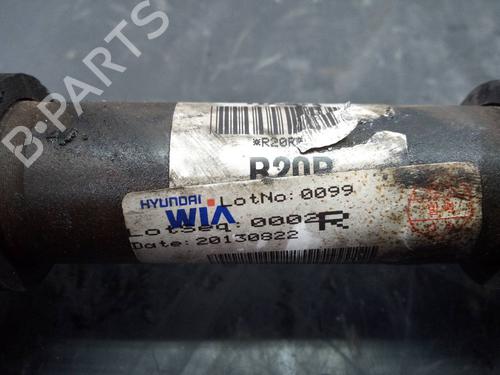 B-Parts
*R20R*
R20R
HYUNDAI
WIA
LotNo:0099
LotSeq:0002
R
Date:20130822